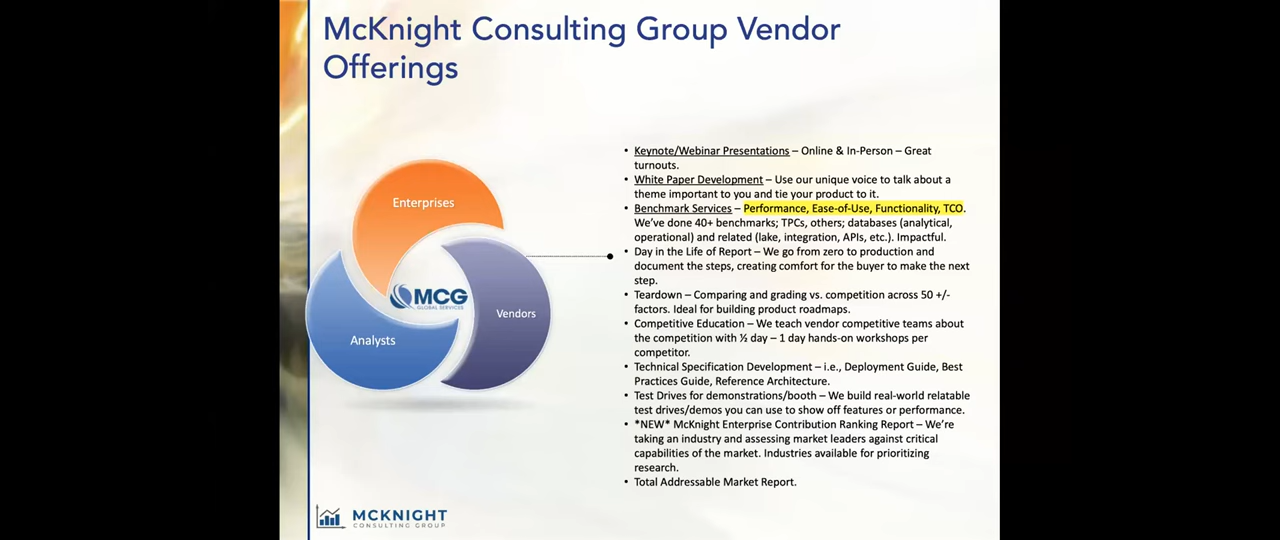 McKnight Consulting Group Vendor
Offerings
Enterprises
MCG
GLOBAL SERVICES
Vendors
Analysts
• Keynote/Webinar Presentations – Online & In-Person – Great
turnouts.
• White Paper Development – Use our unique voice to talk about a
theme important to you and tie your product to it.
• Benchmark Services – Performance, Ease-of-Use, Functionality, TCO.
We've done 40+ benchmarks; TPCs, others; databases (analytical,
operational) and related (lake, integration, APIs, etc.). Impactful.
• Day in the Life of Report – We go from zero to production and
document the steps, creating comfort for the buyer to make the next
step.
• Teardown – Comparing and grading vs. competition across 50 +/-
factors. Ideal for building product roadmaps.
• Competitive Education – We teach vendor competitive teams about
the competition with ½ day – 1 day hands-on workshops per
competitor.
• Technical Specification Development – i.e., Deployment Guide, Best
Practices Guide, Reference Architecture.
• Test Drives for demonstrations/booth – We build real-world relatable
test drives/demos you can use to show off features or performance.
• *NEW* McKnight Enterprise Contribution Ranking Report – We're
taking an industry and assessing market leaders against critical
capabilities of the market. Industries available for prioritizing
research.
• Total Addressable Market Report.
MCKNIGHT
CONSULTING GROUP